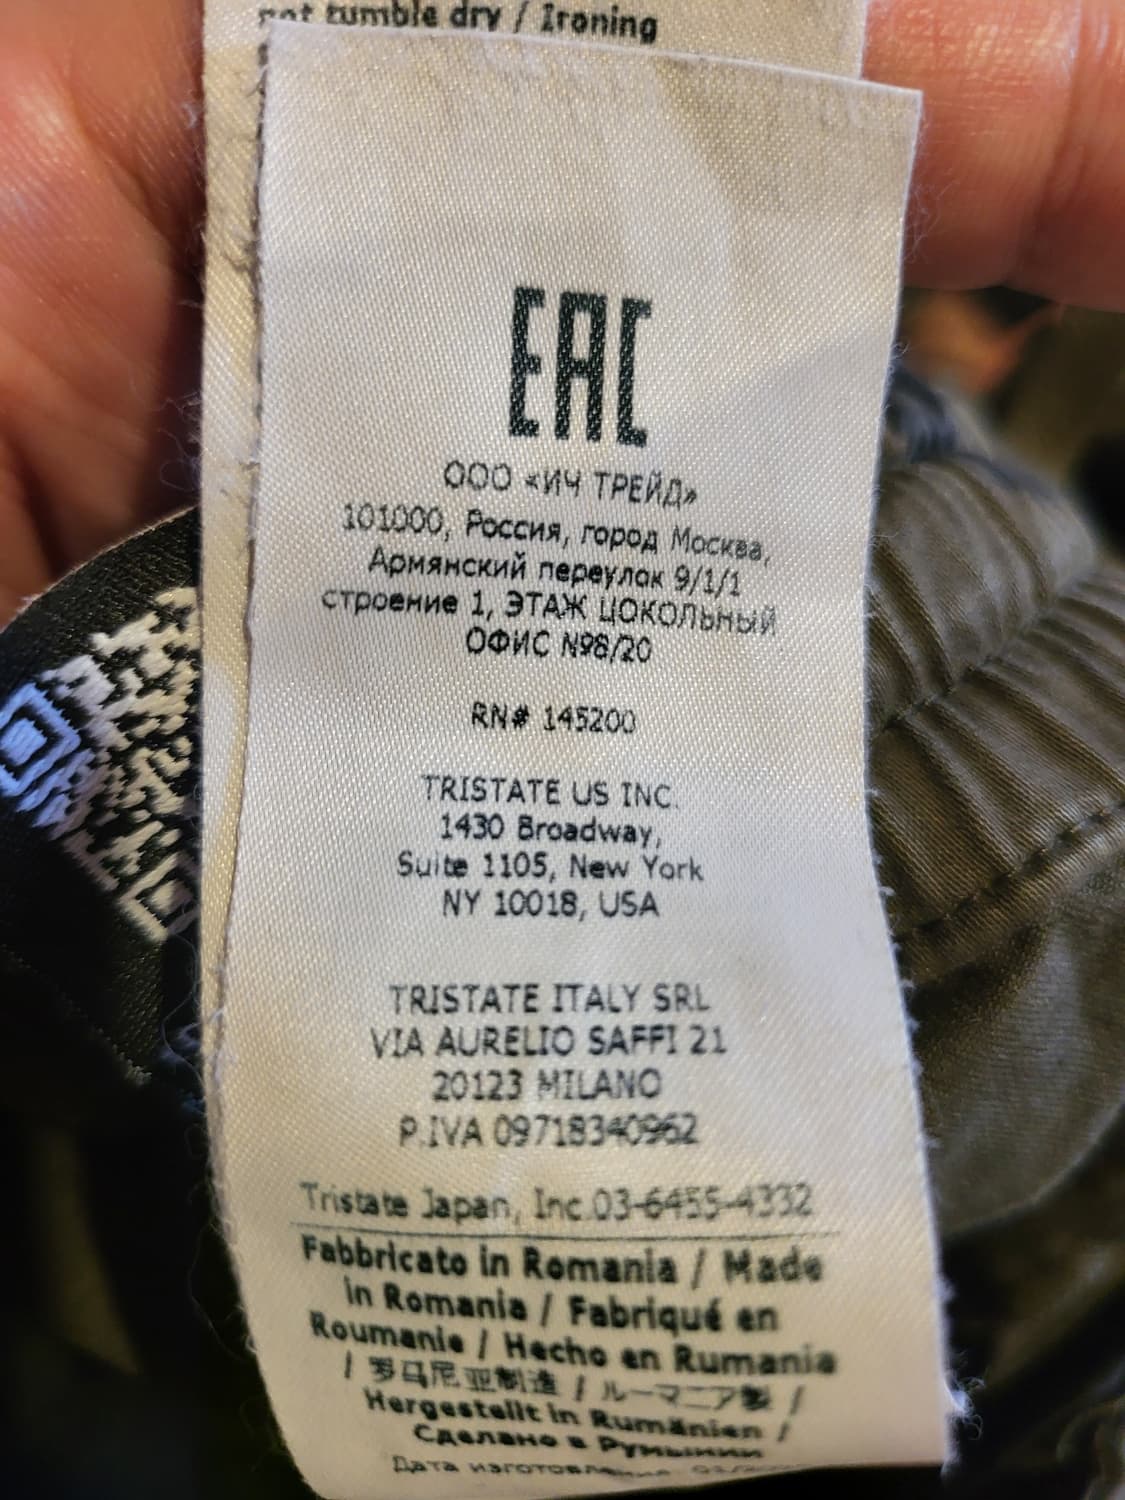 not tumble dry / Ironing
EAC
ООО «ИЧ ТРЕЙД»
101000, Россия, город Москва,
Армянский переулок 9/1/1
строение 1, ЭТАЖ ЦОКОЛЬНЫЙ
ОФИС №98/20
RN# 145200
TRISTATE US INC.
1430 Broadway,
Suite 1105, New York
NY 10018, USA
TRISTATE ITALY SRL
VIA AURELIO SAFFI 21
20123 MILANO
P.IVA 09718340962
Tristate Japan, Inc.03-6455-4332
Fabbricato in Romania / Made
in Romania / Fabriqué en
Roumanie / Hecho en Rumania
/ 罗马尼亚制造 / ルーマニア製 /
Hergestellt in Rumänien /
Сделано в Румынии
Дата изготовления